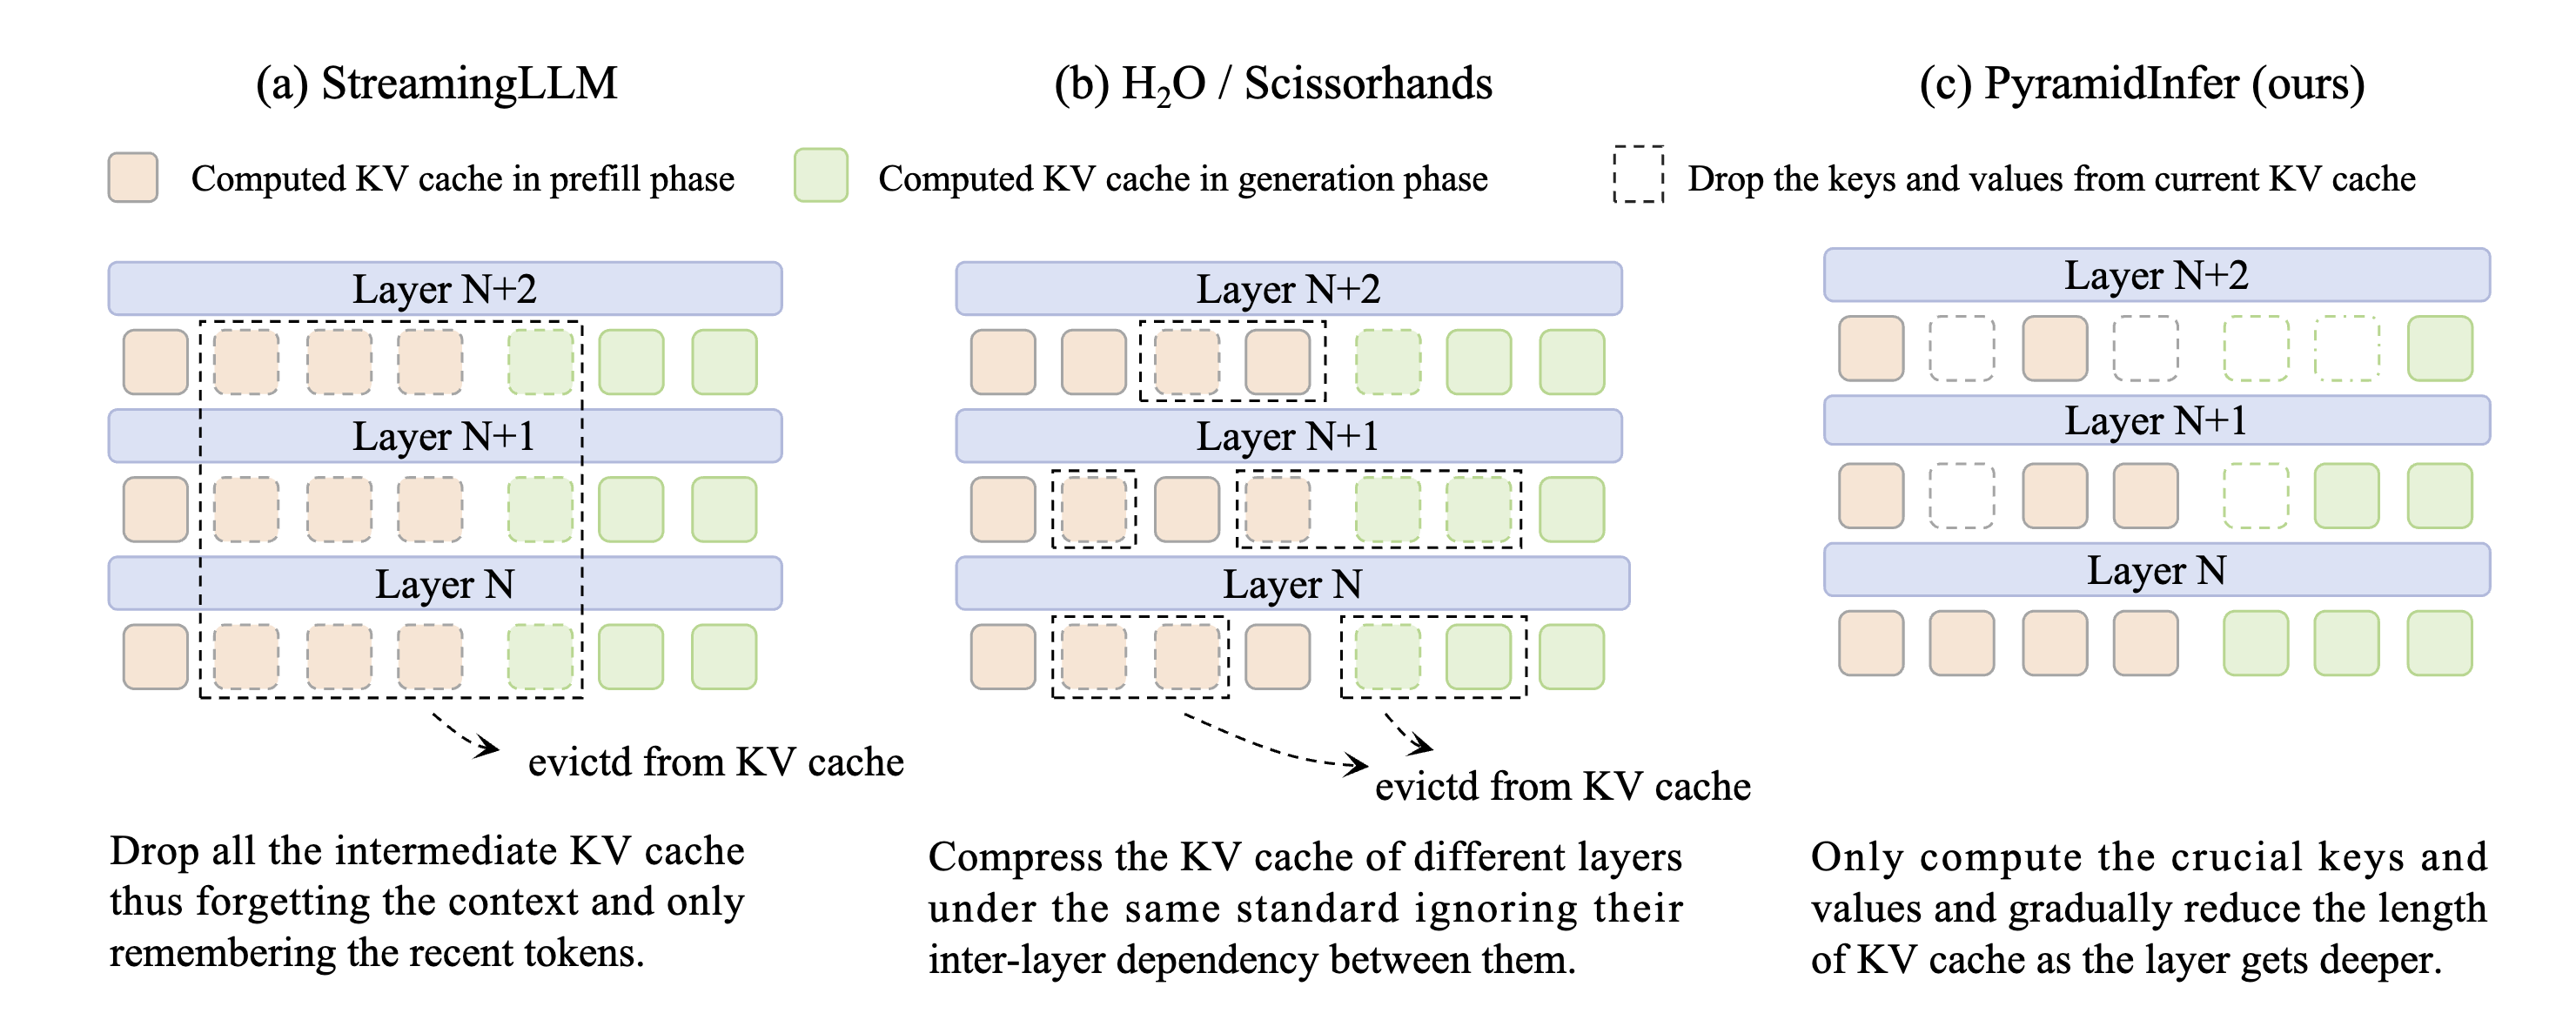 (a) StreamingLLM
(b) H₂O / Scissorhands
(c) PyramidInfer (ours)
Computed KV cache in prefill phase
Computed KV cache in generation phase
Drop the keys and values from current KV cache
Layer N+2
Layer N+1
Layer N
evictd from KV cache
Drop all the intermediate KV cache
thus forgetting the context and only
remembering the recent tokens.
Layer N+2
Layer N+1
Layer N
evictd from KV cache
Compress the KV cache of different layers
under the same standard ignoring their
inter-layer dependency between them.
Layer N+2
Layer N+1
Layer N
Only compute the crucial keys and
values and gradually reduce the length
of KV cache as the layer gets deeper.